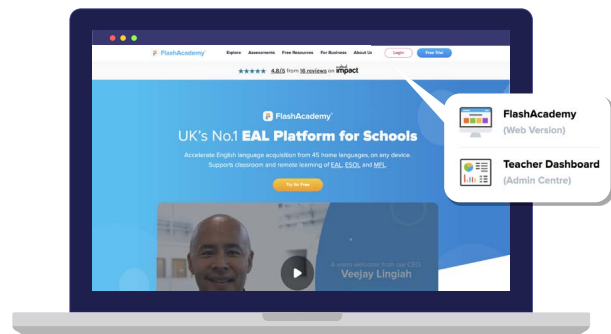 FlashAcademy
Explore Assessments Free Resources For Business About Us Login Free Trial
★★★★★ 4.8/5 from 16 reviews on impact
FlashAcademy
UK's No.1 EAL Platform for Schools
Accelerate English language acquisition from 45 home languages, on any device.
Supports classroom and remote learning of EAL, ESOL and MFL.
Try for Free
A video welcome from our CEO
Veejay Lingiah
FlashAcademy
(Web Version)
Teacher Dashboard
(Admin Centre)